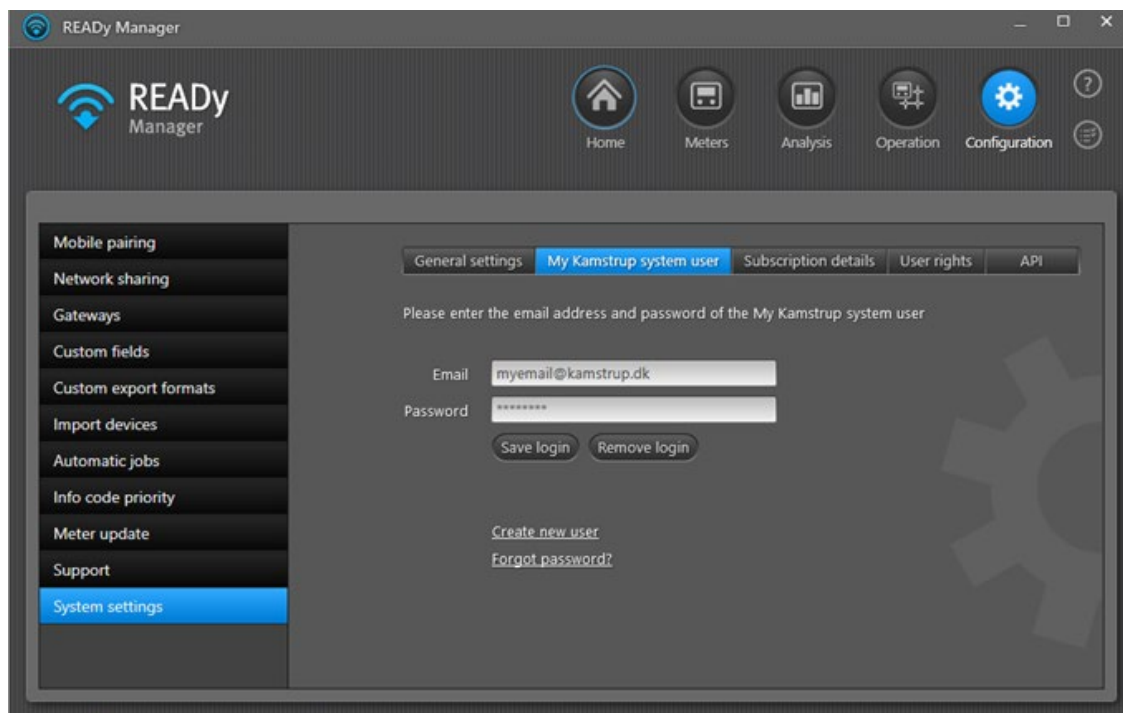 READy Manager
READy
Manager
Home Meters Analysis Operation Configuration
?
Mobile pairing
Network sharing
Gateways
Custom fields
Custom export formats
Import devices
Automatic jobs
Info code priority
Meter update
Support
System settings
General settings My Kamstrup system user Subscription details User rights API
Please enter the email address and password of the My Kamstrup system user
Email myemail@kamstrup.dk
Password ********
Save login Remove login
Create new user
Forgot password?